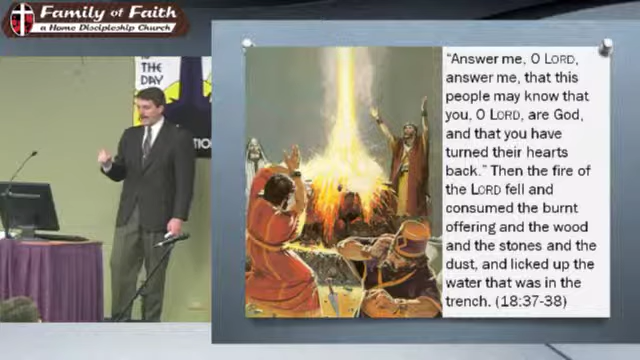 Family of Faith
a Home Discipleship Church
THE
DAY
"Answer me, O LORD,
answer me, that this
people may know that
you, O LORD, are God,
and that you have
turned their hearts
back." Then the fire of
the LORD fell and
consumed the burnt
offering and the wood
and the stones and the
dust, and licked up the
water that was in the
trench. (18:37-38)